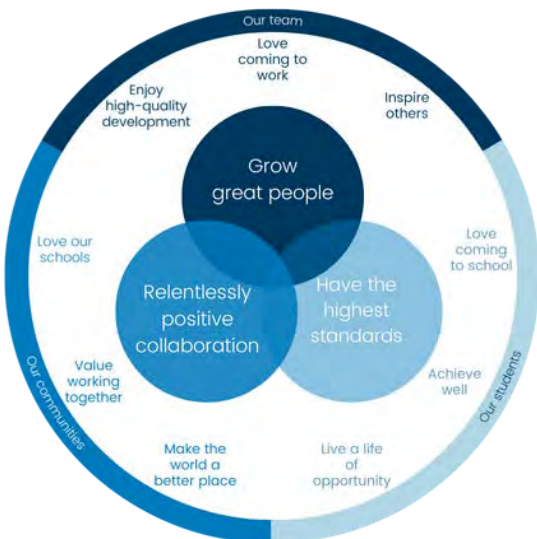 Our team
Love
coming to
work
Enjoy
high-quality
development
Inspire
others
Grow
great people
Love our
schools
Love
coming
to school
Relentlessly
positive
collaboration
Have the
highest
standards
Value
working
together
Achieve
well
Our communities
Our students
Make the
world a
better place
Live a life
of
opportunity